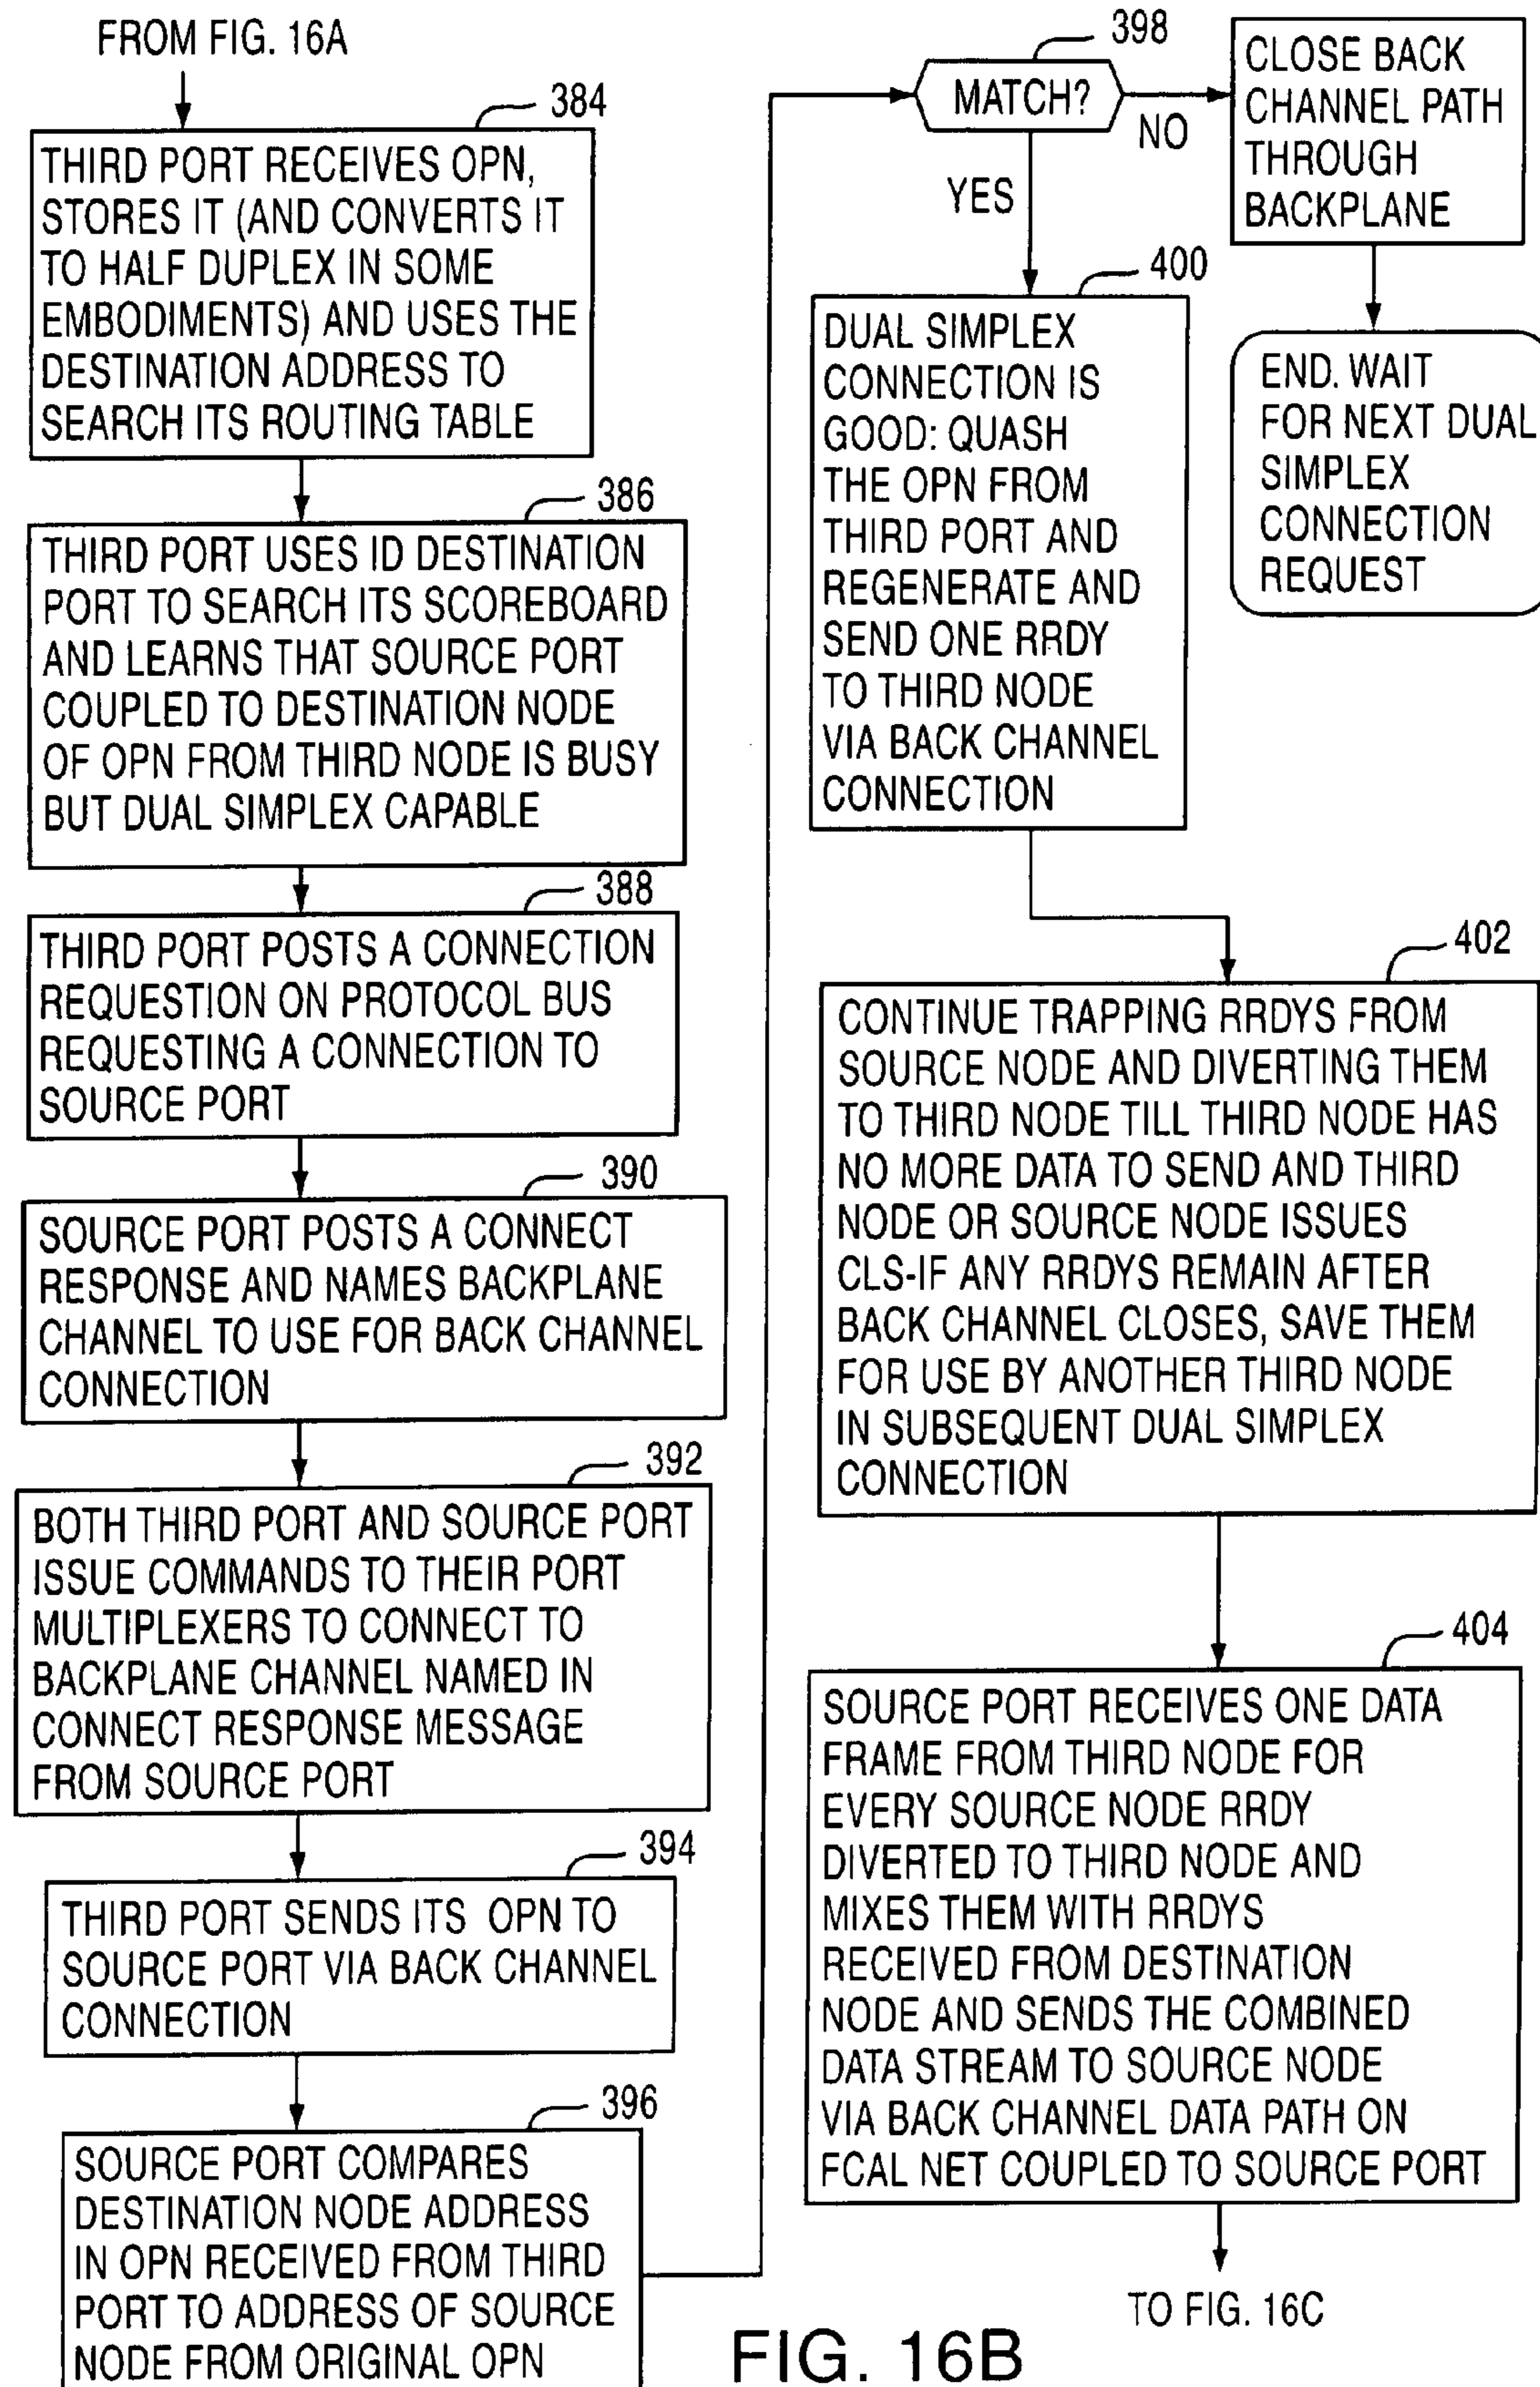 FROM FIG. 16A
384
THIRD PORT RECEIVES OPN,
STORES IT (AND CONVERTS IT
TO HALF DUPLEX IN SOME
EMBODIMENTS) AND USES THE
DESTINATION ADDRESS TO
SEARCH ITS ROUTING TABLE
386
THIRD PORT USES ID DESTINATION
PORT TO SEARCH ITS SCOREBOARD
AND LEARNS THAT SOURCE PORT
COUPLED TO DESTINATION NODE
OF OPN FROM THIRD NODE IS BUSY
BUT DUAL SIMPLEX CAPABLE
388
THIRD PORT POSTS A CONNECTION
REQUESTION ON PROTOCOL BUS
REQUESTING A CONNECTION TO
SOURCE PORT
390
SOURCE PORT POSTS A CONNECT
RESPONSE AND NAMES BACKPLANE
CHANNEL TO USE FOR BACK CHANNEL
CONNECTION
392
BOTH THIRD PORT AND SOURCE PORT
ISSUE COMMANDS TO THEIR PORT
MULTIPLEXERS TO CONNECT TO
BACKPLANE CHANNEL NAMED IN
CONNECT RESPONSE MESSAGE
FROM SOURCE PORT
394
THIRD PORT SENDS ITS OPN TO
SOURCE PORT VIA BACK CHANNEL
CONNECTION
396
SOURCE PORT COMPARES
DESTINATION NODE ADDRESS
IN OPN RECEIVED FROM THIRD
PORT TO ADDRESS OF SOURCE
NODE FROM ORIGINAL OPN
398
MATCH?
NO
YES
CLOSE BACK
CHANNEL PATH
THROUGH
BACKPLANE
END. WAIT
FOR NEXT DUAL
SIMPLEX
CONNECTION
REQUEST
400
DUAL SIMPLEX
CONNECTION IS
GOOD: QUASH
THE OPN FROM
THIRD PORT AND
REGENERATE AND
SEND ONE RRDY
TO THIRD NODE
VIA BACK CHANNEL
CONNECTION
402
CONTINUE TRAPPING RRDYS FROM
SOURCE NODE AND DIVERTING THEM
TO THIRD NODE TILL THIRD NODE HAS
NO MORE DATA TO SEND AND THIRD
NODE OR SOURCE NODE ISSUES
CLS-IF ANY RRDYS REMAIN AFTER
BACK CHANNEL CLOSES, SAVE THEM
FOR USE BY ANOTHER THIRD NODE
IN SUBSEQUENT DUAL SIMPLEX
CONNECTION
404
SOURCE PORT RECEIVES ONE DATA
FRAME FROM THIRD NODE FOR
EVERY SOURCE NODE RRDY
DIVERTED TO THIRD NODE AND
MIXES THEM WITH RRDYS
RECEIVED FROM DESTINATION
NODE AND SENDS THE COMBINED
DATA STREAM TO SOURCE NODE
VIA BACK CHANNEL DATA PATH ON
FCAL NET COUPLED TO SOURCE PORT
TO FIG. 16C
FIG. 16B